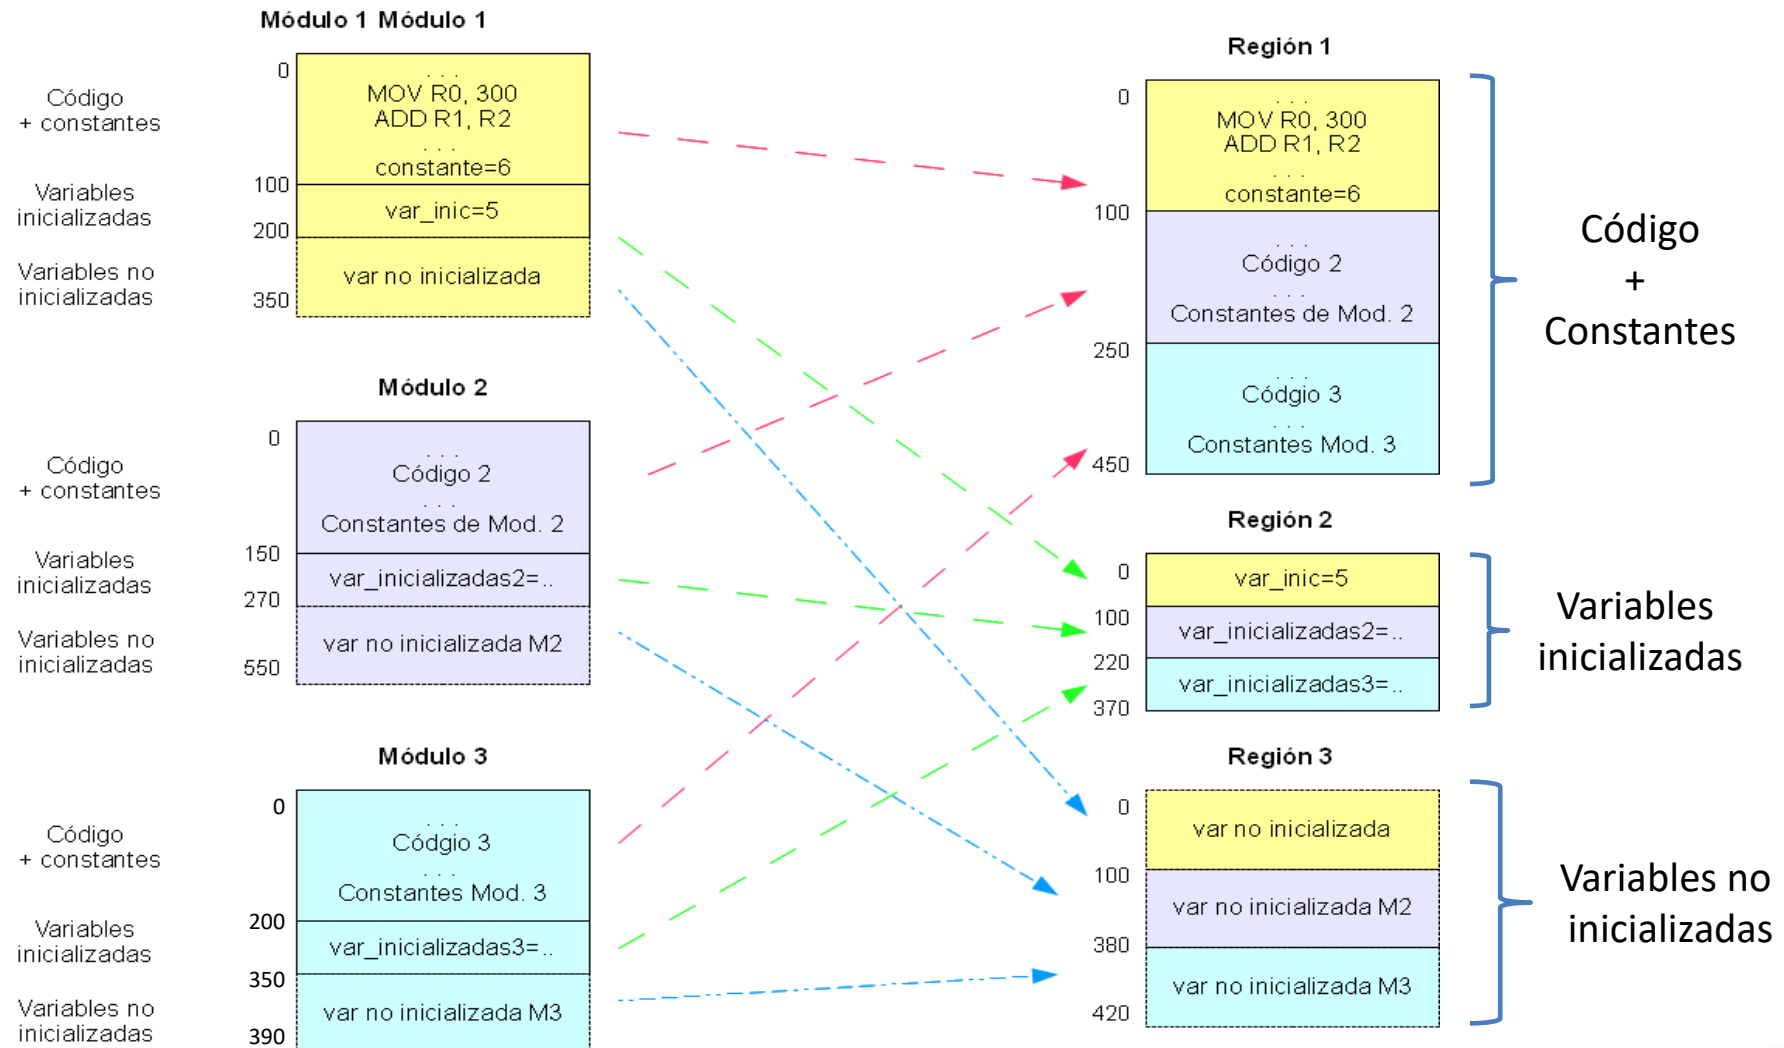 Módulo 1 Módulo 1
Código
+ constantes
Variables
inicializadas
Variables no
inicializadas
0
100
200
350
. . .
MOV R0, 300
ADD R1, R2
. . .
constante=6
var_inic=5
var no inicializada
Módulo 2
Código
+ constantes
Variables
inicializadas
Variables no
inicializadas
0
150
270
550
. . .
Código 2
. . .
Constantes de Mod. 2
var_inicializadas2=..
var no inicializada M2
Módulo 3
Código
+ constantes
Variables
inicializadas
Variables no
inicializadas
0
200
350
390
. . .
Códgio 3
. . .
Constantes Mod. 3
var_inicializadas3=..
var no inicializada M3
Región 1
0
100
250
450
. . .
MOV R0, 300
ADD R1, R2
. . .
constante=6
. . .
Código 2
. . .
Constantes de Mod. 2
. . .
Códgio 3
. . .
Constantes Mod. 3
Código
+
Constantes
Región 2
0
100
220
370
var_inic=5
var_inicializadas2=..
var_inicializadas3=..
Variables
inicializadas
Región 3
0
100
380
420
var no inicializada
var no inicializada M2
var no inicializada M3
Variables no
inicializadas